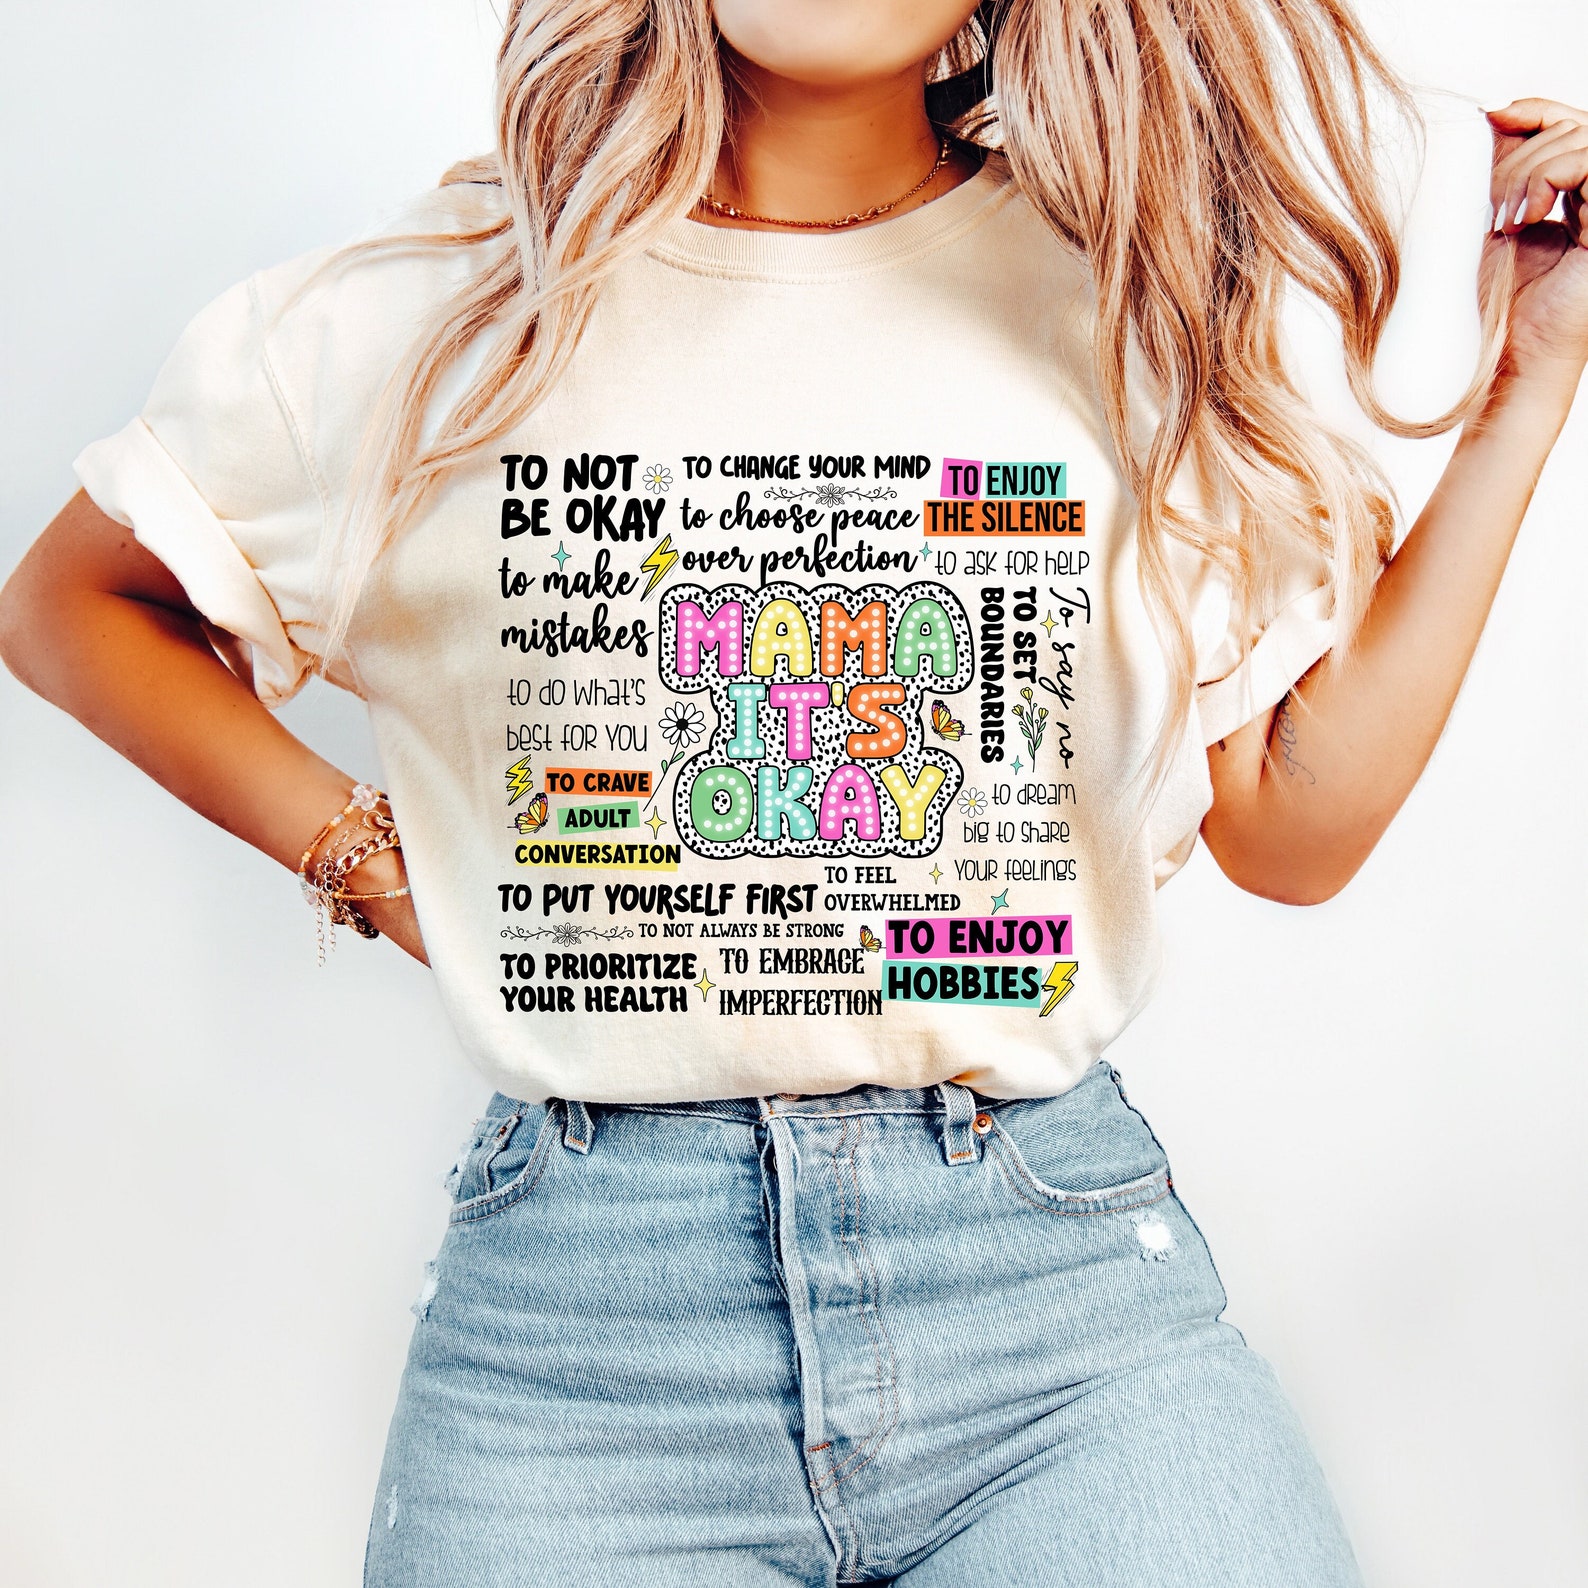 TO NOT
BE OKAY
to make
mistakes
to do what's
best for you
TO CRAVE
ADULT
CONVERSATION
TO CHANGE YOUR MIND
to choose peace
over perfection
TO ENJOY
THE SILENCE
to ask for help
MAMA
IT'S
OKAY
TO SET
BOUNDARIES
To say no
to dream
big to share
your feelings
TO PUT YOURSELF FIRST
TO FEEL
OVERWHELMED
TO NOT ALWAYS BE STRONG
TO PRIORITIZE
YOUR HEALTH
TO EMBRACE
IMPERFECTION
TO ENJOY
HOBBIES